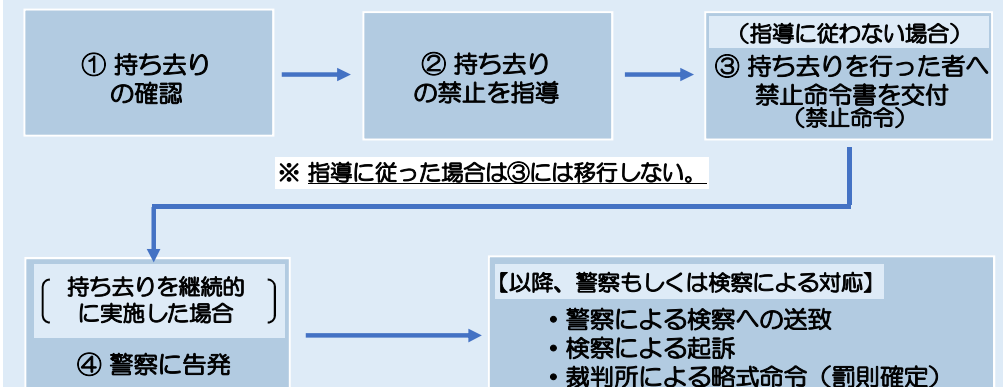 ① 持ち去り
の確認
② 持ち去り
の禁止を指導
（指導に従わない場合）
③ 持ち去りを行った者へ
禁止命令書を交付
（禁止命令）
※ 指導に従った場合は③には移行しない。
持ち去りを継続的
に実施した場合
④ 警察に告発
【以降、警察もしくは検察による対応】
・警察による検察への送致
・検察による起訴
・裁判所による略式命令（罰則確定）